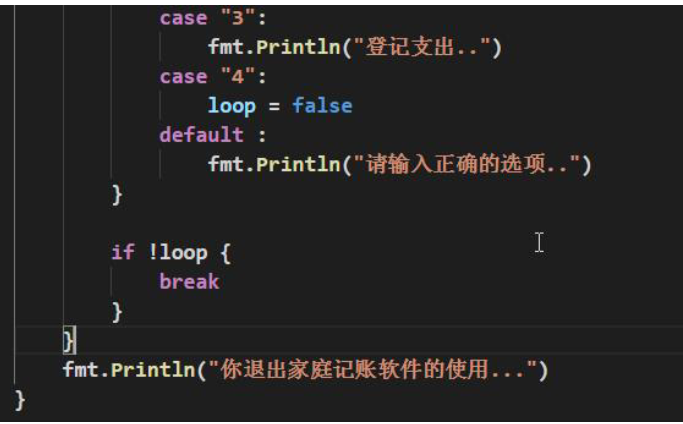 case "3":
fmt.Println("登记支出..")
case "4":
loop = false
default :
fmt.Println("请输入正确的选项..")
}
if !loop {
break
}
}
fmt.Println("你退出家庭记账软件的使用...")
}